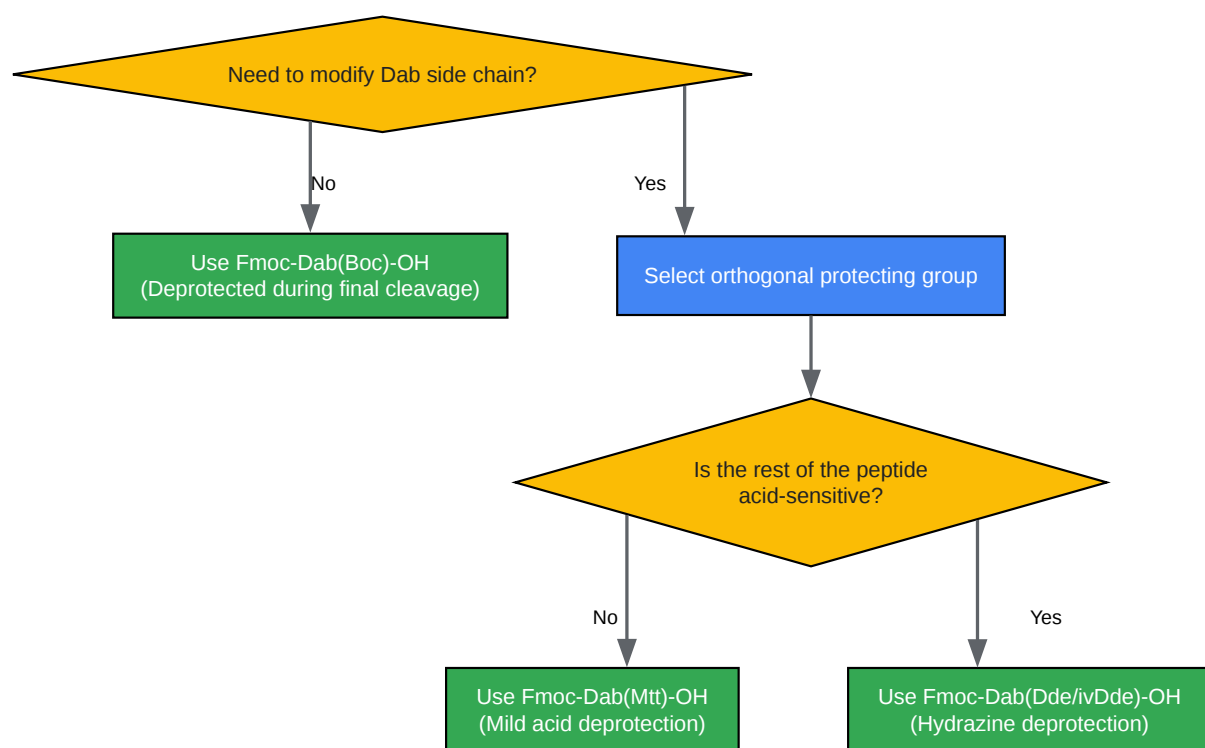 Need to modify Dab side chain?
No
Yes
Use Fmoc-Dab(Boc)-OH
(Deprotected during final cleavage)
Select orthogonal protecting group
Is the rest of the peptide
acid-sensitive?
No
Yes
Use Fmoc-Dab(Mtt)-OH
(Mild acid deprotection)
Use Fmoc-Dab(Dde/ivDde)-OH
(Hydrazine deprotection)